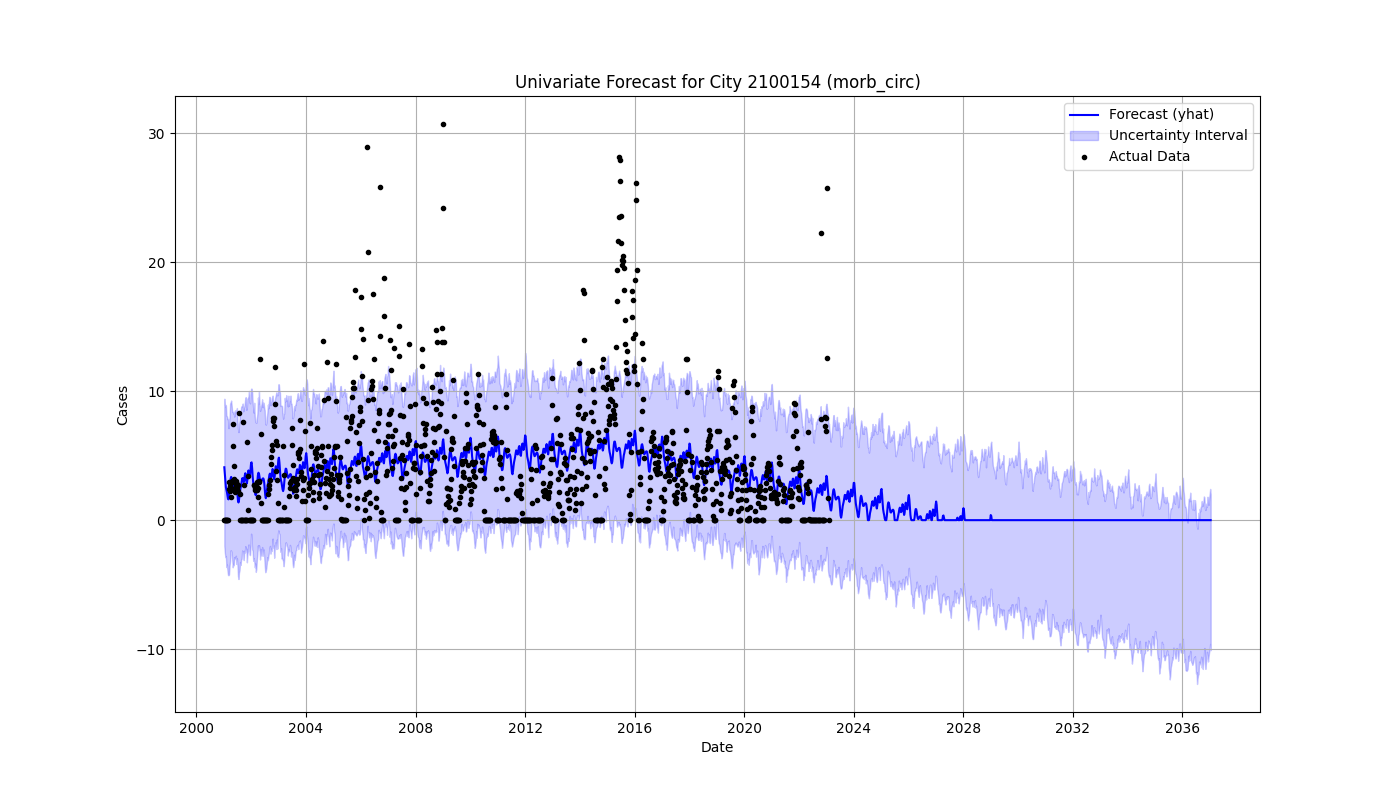 Univariate Forecast for City 2100154 (morb_circ)
Forecast (yhat)
Uncertainty Interval
Actual Data
Cases
30
20
10
0
−10
2000 2004 2008 2012 2016 2020 2024 2028 2032 2036
Date